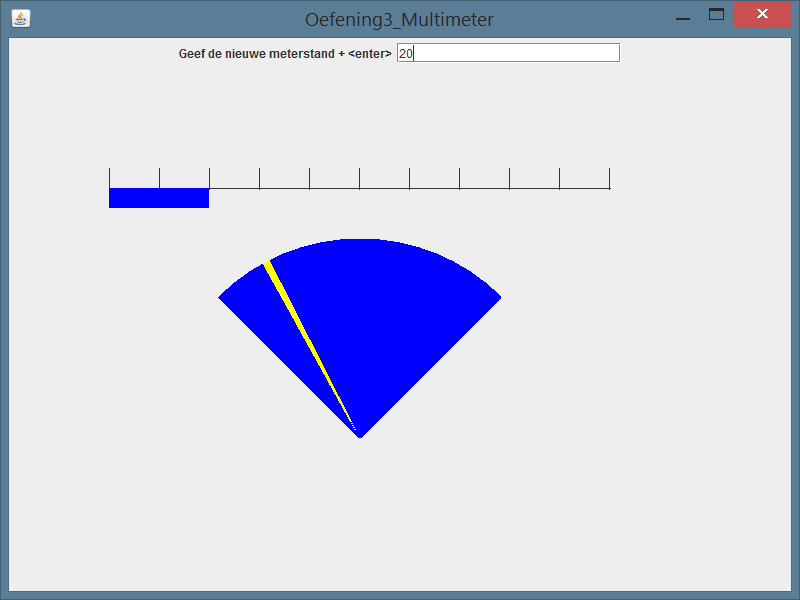 Oefening3_Multimeter
Geef de nieuwe meterstand + <enter> 20